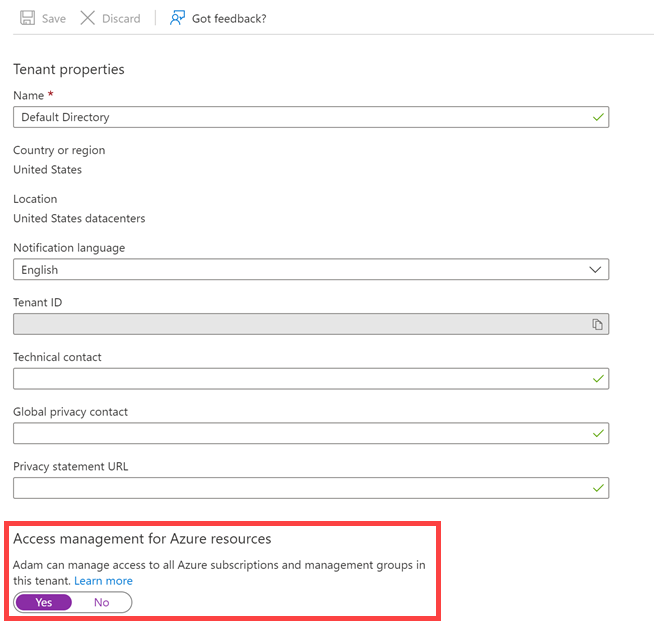 Save Discard Got feedback?
Tenant properties
Name *
Default Directory
Country or region
United States
Location
United States datacenters
Notification language
English
Tenant ID
Technical contact
Global privacy contact
Privacy statement URL
Access management for Azure resources
Adam can manage access to all Azure subscriptions and management groups in
this tenant. Learn more
Yes No